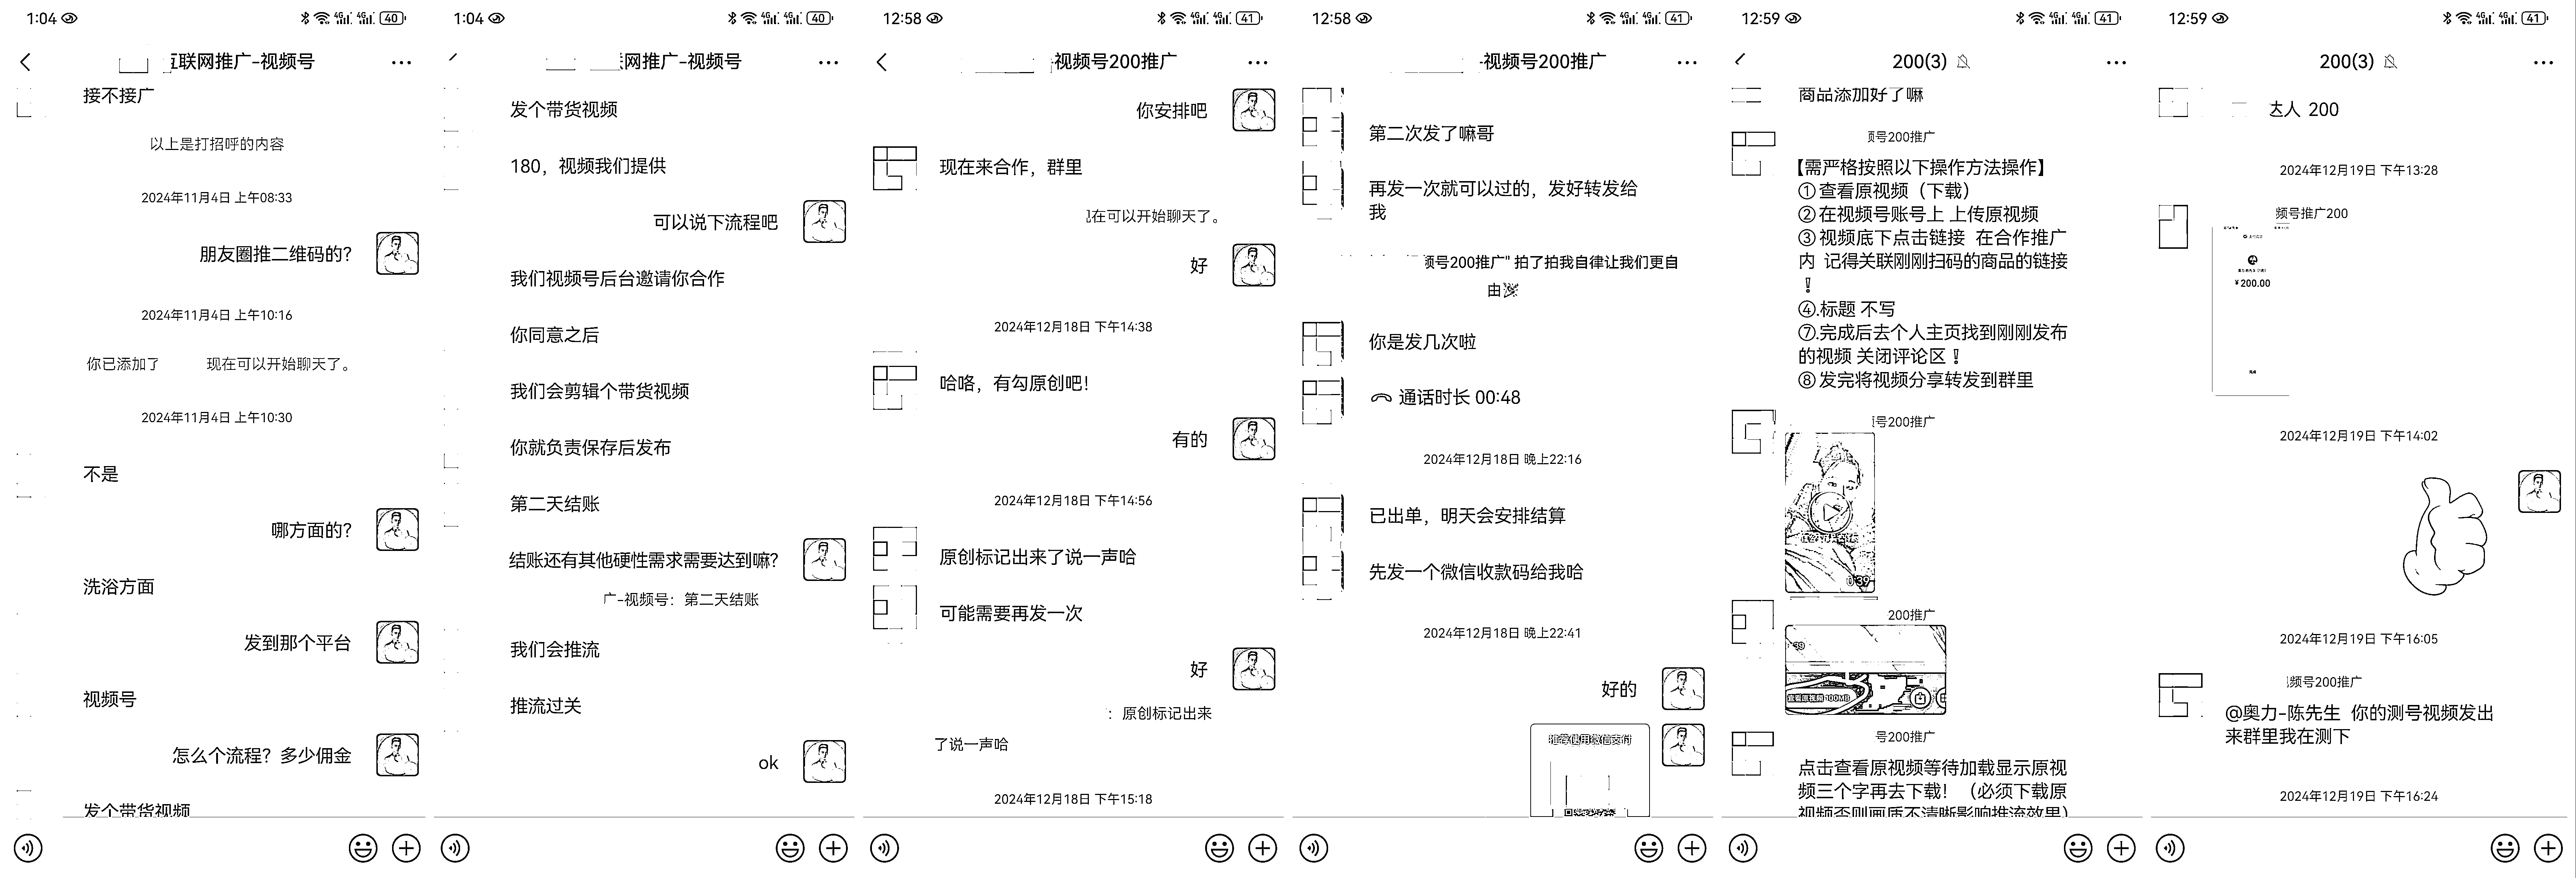 1:04
4G 4G 40
互联网推广-视频号
接不接广
以上是打招呼的内容
2024年11月4日 上午08:33
朋友圈推二维码的?
2024年11月4日 上午10:16
你已添加了 现在可以开始聊天了。
2024年11月4日 上午10:30
不是
哪方面的?
洗浴方面
发到那个平台
视频号
怎么个流程? 多少佣金
发个带货视频
1:04
4G 4G 40
联网推广-视频号
发个带货视频
180，视频我们提供
可以说下流程吧
我们视频号后台邀请你合作
你同意之后
我们会剪辑个带货视频
你就负责保存后发布
第二天结账
结账还有其他硬性需求需要达到嘛?
广-视频号：第二天结账
我们会推流
推流过关
ok
12:58
4G 4G 41
视频号200推广
你安排吧
现在来合作，群里
现在可以开始聊天了。
好
2024年12月18日 下午14:38
哈咯，有勾原创吧!
有的
2024年12月18日 下午14:56
原创标记出来了说一声哈
可能需要再发一次
好
：原创标记出来
了说一声哈
2024年12月18日 下午15:18
12:58
4G 4G 41
视频号200推广
第二次发了嘛哥
再发一次就可以过的，发好转发给
我
频号200推广" 拍了拍我自律让我们更自
由
你是发几次啦
通话时长 00:48
2024年12月18日 晚上22:16
已出单，明天会安排结算
先发一个微信收款码给我哈
2024年12月18日 晚上22:41
好的
推荐使用微信支付
12:59
4G 4G 41
200(3)
商品添加好了嘛
频号200推广
【需严格按照以下操作方法操作】
①查看原视频（下载）
②在视频号账号上 上传原视频
③视频底下点击链接 在合作推广
内 记得关联刚刚扫码的商品的链接
！
④.标题 不写
⑦.完成后去个人主页找到刚刚发布
的视频 关闭评论区！
⑧发完将视频分享转发到群里
号200推广
0:39
200推广
39
查看原视频 100MB
号200推广
点击查看原视频等待加载显示原视
频三个字再去下载! （必须下载原
视频否则画质不清晰影响推流效果）
12:59
4G 4G 41
200(3)
达人 200
2024年12月19日 下午13:28
频号推广200
¥200.00
2024年12月19日 下午14:02
2024年12月19日 下午16:05
频号200推广
@奥力-陈先生 你的测号视频发出
来群里我在测下
2024年12月19日 下午16:24